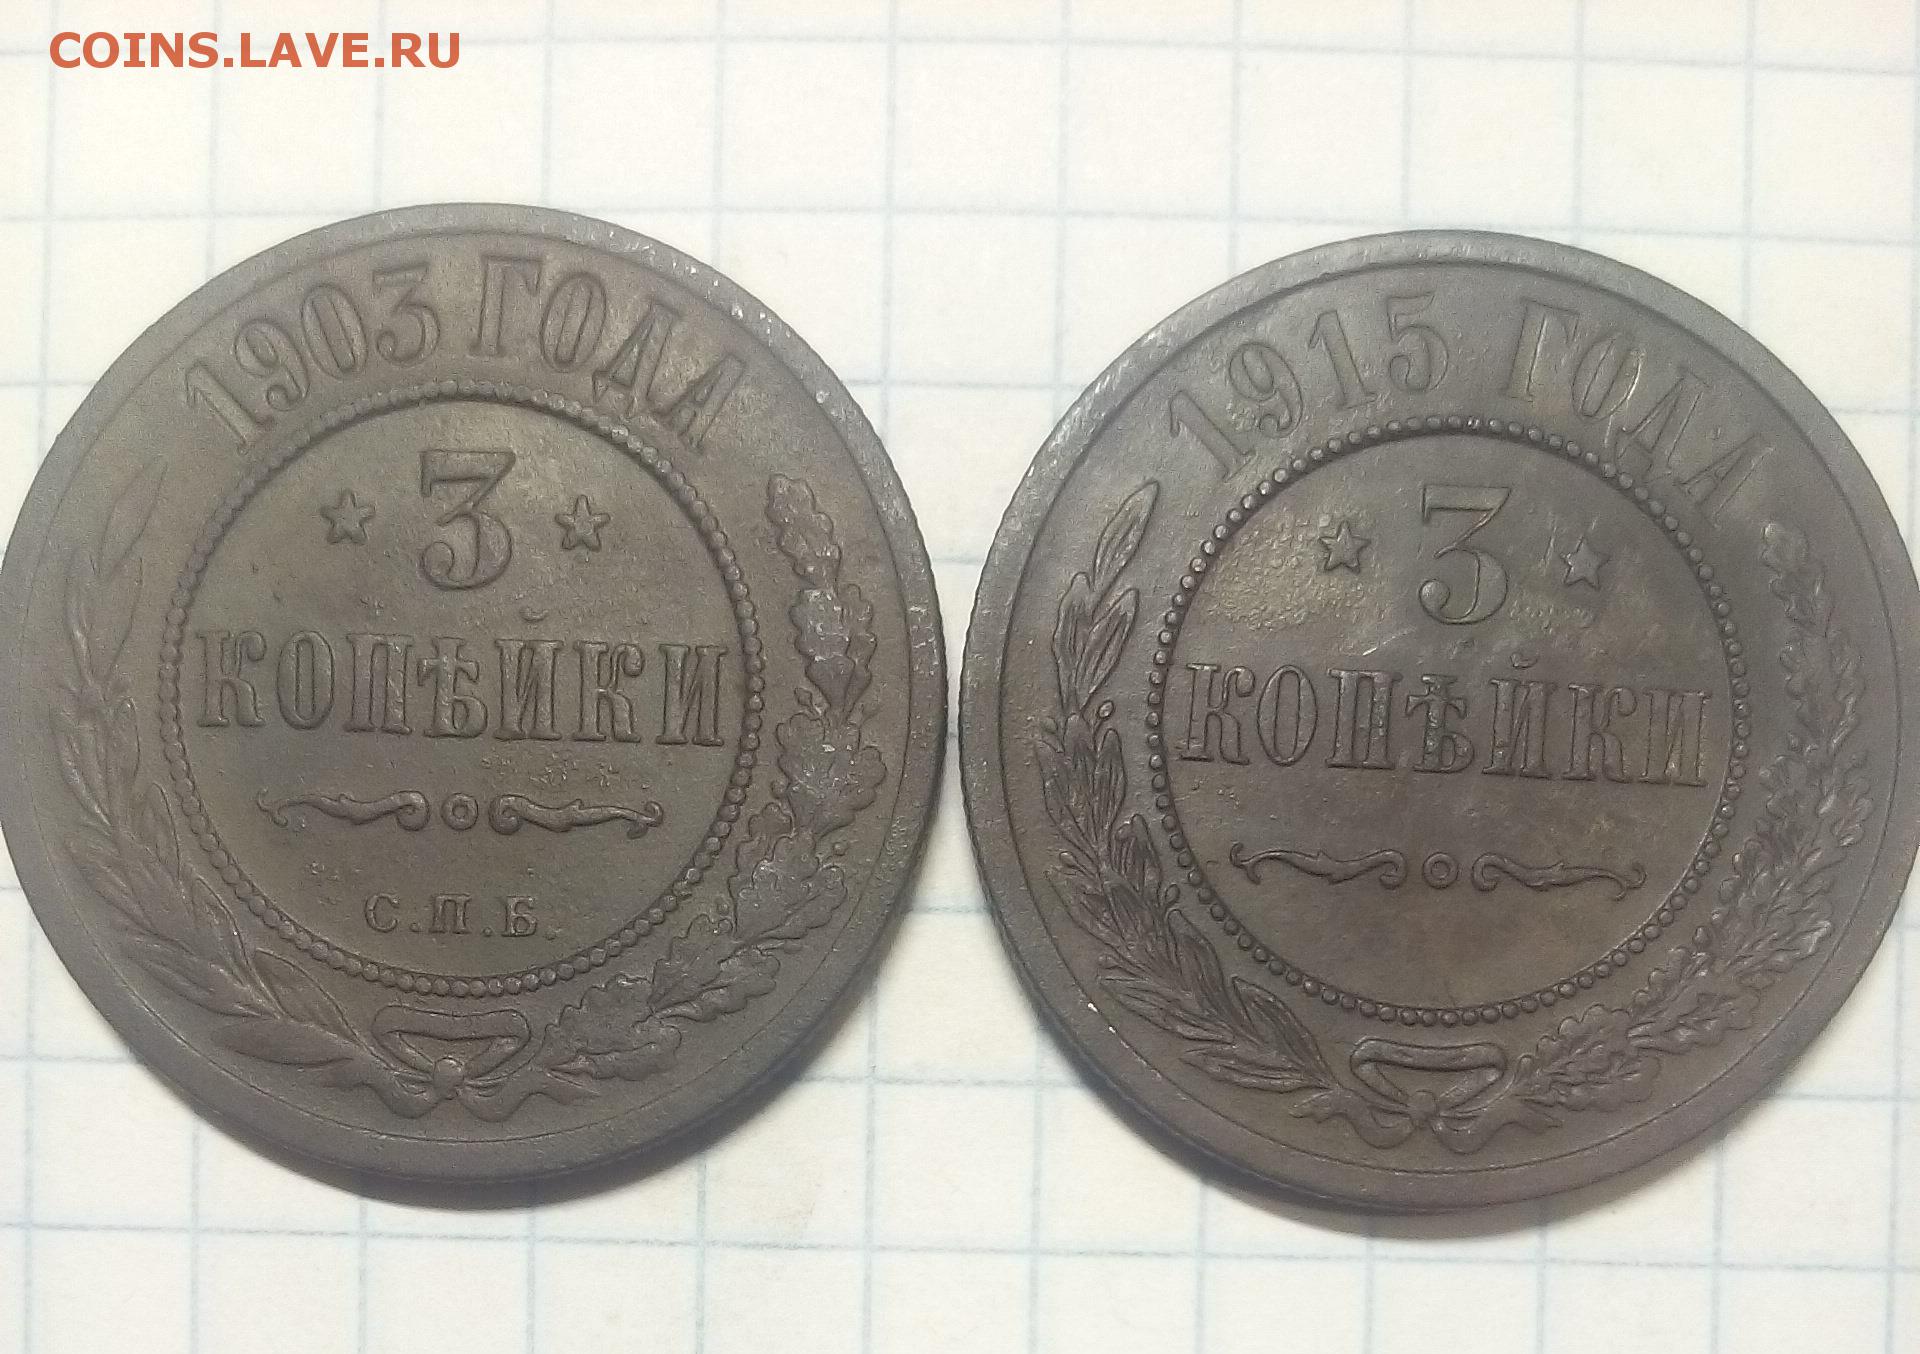 COINS.LAVE.RU
1903 ГОДА
3
КОПѢЙКИ
С.П.Б.
1915 ГОДА
3
КОПѢЙКИ